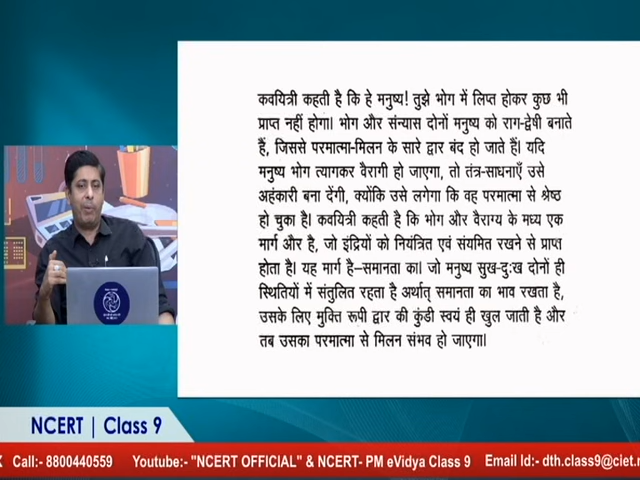 कवयित्री कहती है कि हे मनुष्य! तुझे भोग में लिप्त होकर कुछ भी
प्राप्त नहीं होगा। भोग और संन्यास दोनों मनुष्य को राग-द्वेषी बनाते
हैं, जिससे परमात्मा-मिलन के सारे द्वार बंद हो जाते हैं। यदि
मनुष्य भोग त्यागकर वैरागी हो जाएगा, तो तंत्र-साधनाएँ उसे
अहंकारी बना देंगी, क्योंकि उसे लगेगा कि वह परमात्मा से श्रेष्ठ
हो चुका है। कवयित्री कहती है कि भोग और वैराग्य के मध्य एक
मार्ग और है, जो इंद्रियों को नियंत्रित एवं संयमित रखने से प्राप्त
होता है। यह मार्ग है–समानता का। जो मनुष्य सुख-दुःख दोनों ही
स्थितियों में संतुलित रहता है अर्थात् समानता का भाव रखता है,
उसके लिए मुक्ति रूपी द्वार की कुंडी स्वयं ही खुल जाती है और
तब उसका परमात्मा से मिलन संभव हो जाएगा।
NCERT | Class 9
Call:- 8800440559 Youtube:- "NCERT OFFICIAL" & NCERT- PM eVidya Class 9 Email Id:- dth.class9@ciet.n